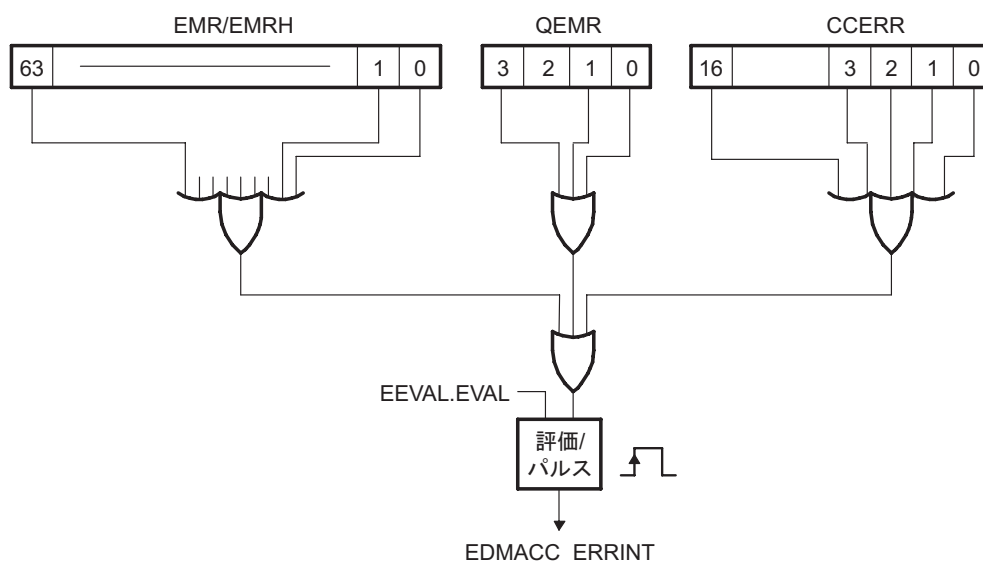 EMR/EMRH QEMR CCERR
63 1 0 3 2 1 0 16 3 2 1 0
EEVAL.EVAL
評価/
パルス
EDMACC ERRINT